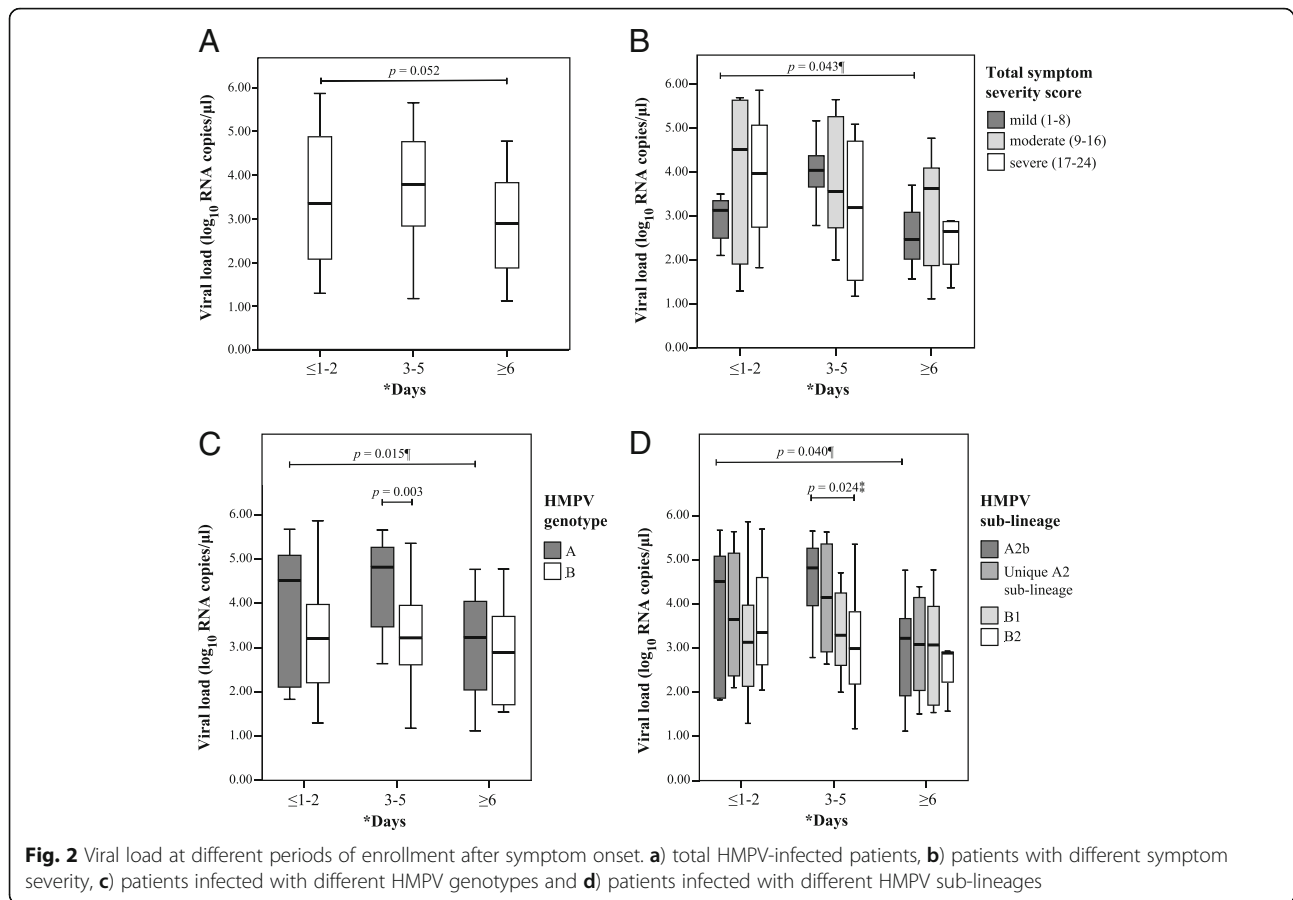 A
p = 0.052
6.00
5.00
4.00
3.00
2.00
1.00
0.00
Viral load (log10 RNA copies/µl)
≤1-2
3-5
≥6
*Days
B
p = 0.043¶
6.00
5.00
4.00
3.00
2.00
1.00
0.00
Viral load (log10 RNA copies/µl)
≤1-2
3-5
≥6
*Days
Total symptom
severity score
mild (1-8)
moderate (9-16)
severe (17-24)
C
p = 0.015¶
p = 0.003
6.00
5.00
4.00
3.00
2.00
1.00
0.00
Viral load (log10 RNA copies/µl)
≤1-2
3-5
≥6
*Days
HMPV
genotype
A
B
D
p = 0.040¶
p = 0.024⁑
6.00
5.00
4.00
3.00
2.00
1.00
0.00
Viral load (log10 RNA copies/µl)
≤1-2
3-5
≥6
*Days
HMPV
sub-lineage
A2b
Unique A2
sub-lineage
B1
B2
Fig. 2 Viral load at different periods of enrollment after symptom onset. a) total HMPV-infected patients, b) patients with different symptom
severity, c) patients infected with different HMPV genotypes and d) patients infected with different HMPV sub-lineages